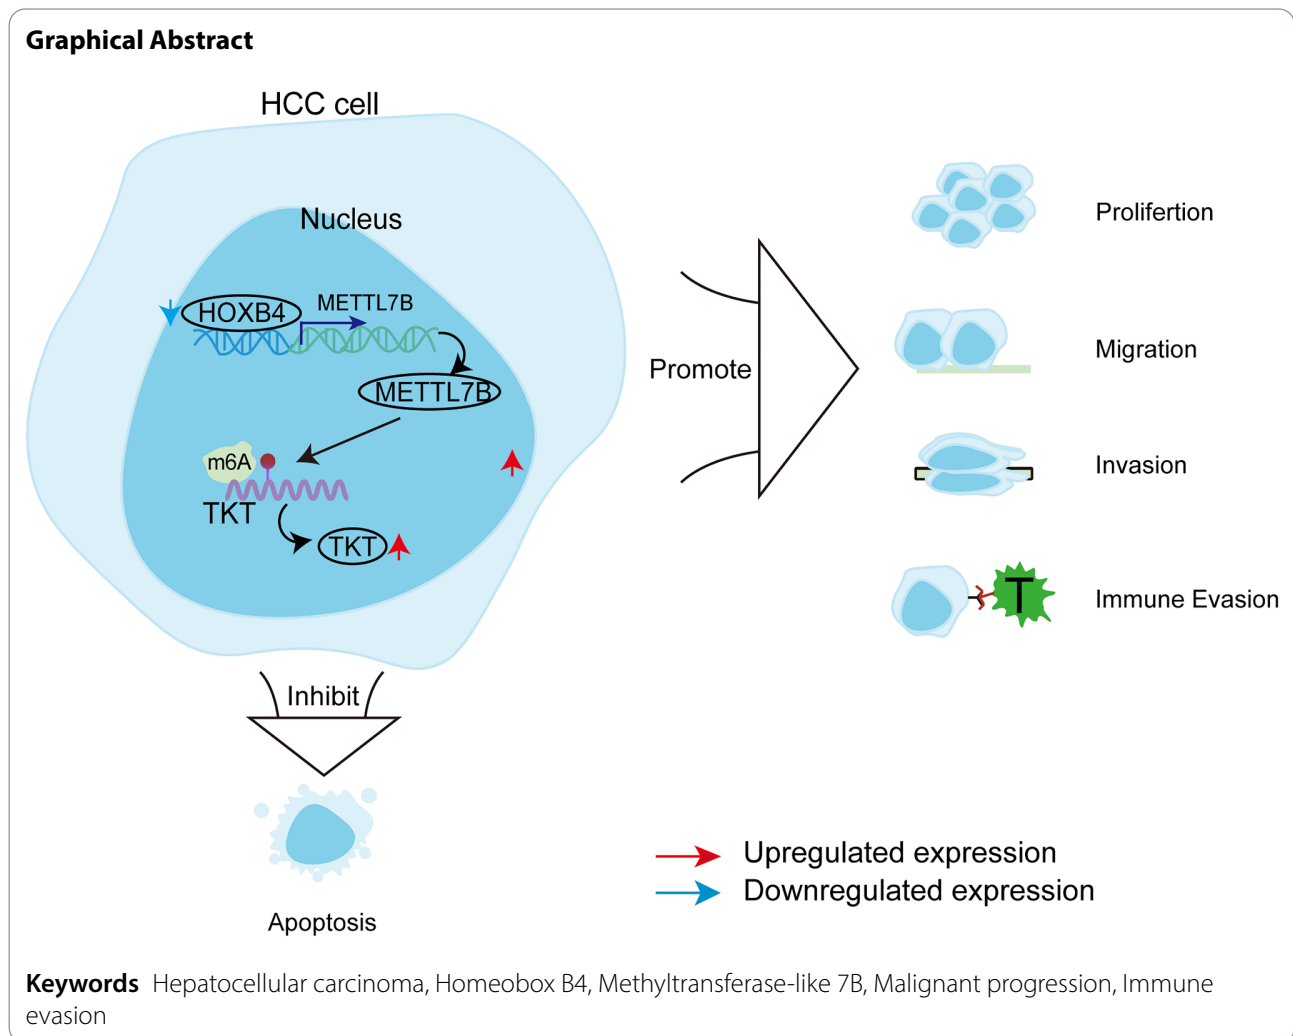 Graphical Abstract
HCC cell
Nucleus
HOXB4
METTL7B
METTL7B
m6A
TKT
TKT
Promote
Prolifertion
Migration
Invasion
T
Immune Evasion
Inhibit
Apoptosis
Upregulated expression
Downregulated expression
Keywords Hepatocellular carcinoma, Homeobox B4, Methyltransferase-like 7B, Malignant progression, Immune
evasion